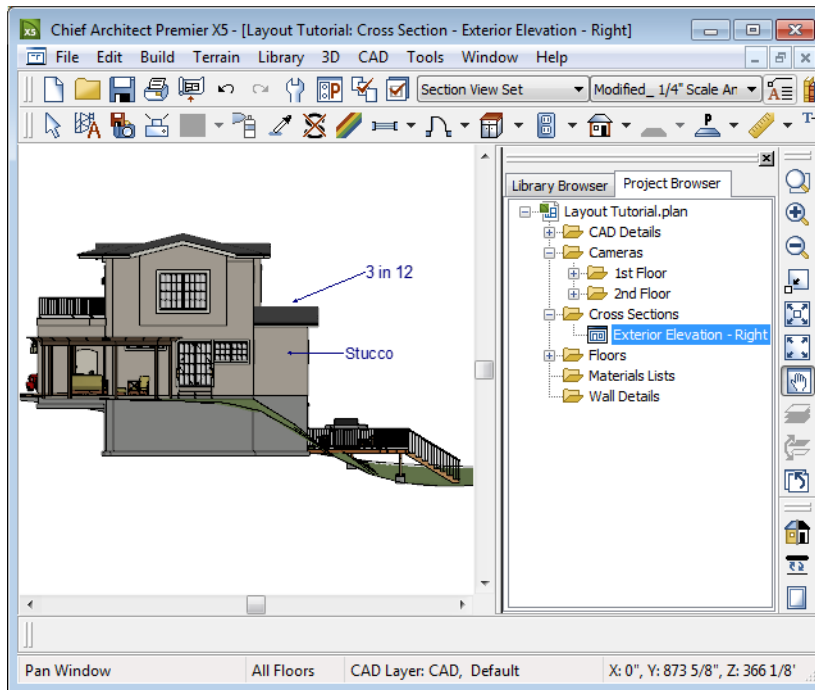 X5 Chief Architect Premier X5 - [Layout Tutorial: Cross Section - Exterior Elevation - Right]
File Edit Build Terrain Library 3D CAD Tools Window Help
Section View Set Modified_ 1/4" Scale An
Library Browser Project Browser
Layout Tutorial.plan
CAD Details
Cameras
1st Floor
2nd Floor
Cross Sections
Exterior Elevation - Right
Floors
Materials Lists
Wall Details
3 in 12
Stucco
Pan Window All Floors CAD Layer: CAD, Default X: 0", Y: 873 5/8", Z: 366 1/8'